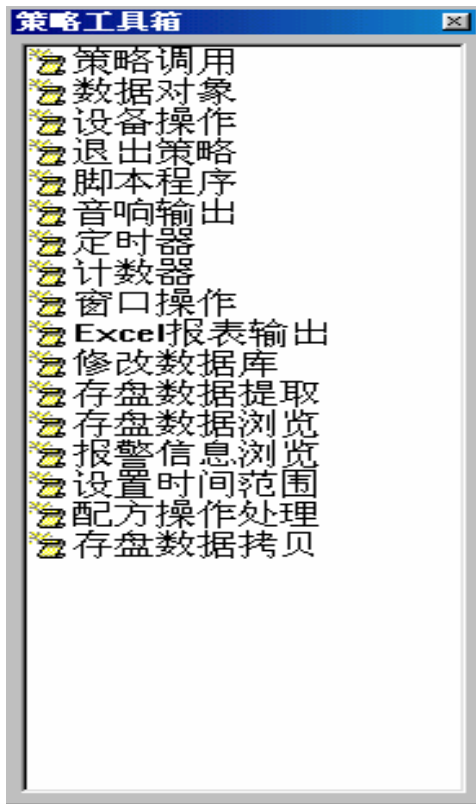 策略工具箱
策略调用
数据对象
设备操作
退出策略
脚本程序
音响输出
定时器
计数器
窗口操作
Excel报表输出
修改数据库
存盘数据提取
存盘数据浏览
报警信息浏览
设置时间范围
配方操作处理
存盘数据拷贝